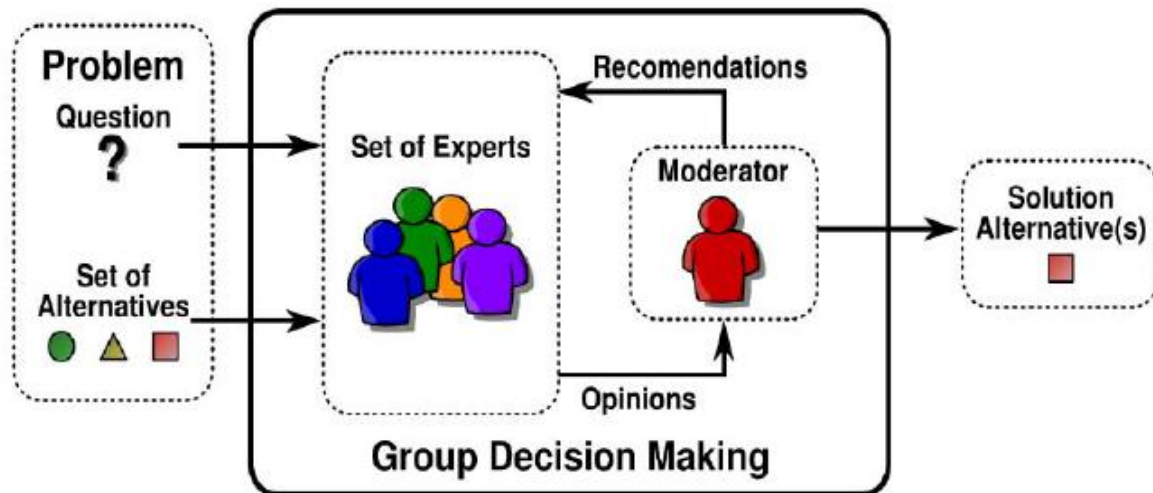 Problem
Question
?
Set of
Alternatives
Set of Experts
Recomendations
Moderator
Opinions
Solution
Alternative(s)
Group Decision Making